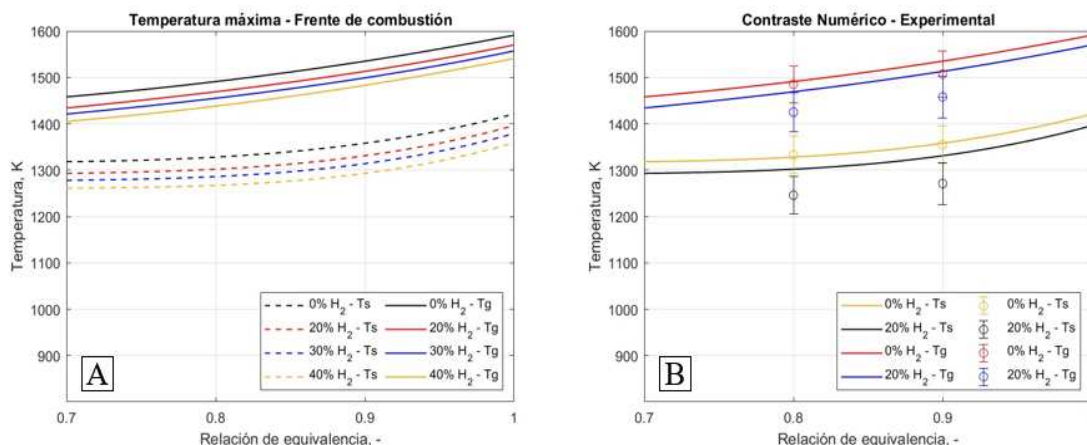 Temperatura máxima - Frente de combustión
1600
1500
1400
1300
1200
1100
1000
900
Temperatura, K
0% H2 - Ts
0% H2 - Tg
20% H2 - Ts
20% H2 - Tg
30% H2 - Ts
30% H2 - Tg
40% H2 - Ts
40% H2 - Tg
A
0.7
0.8
0.9
1
Relación de equivalencia, -
Contraste Numérico - Experimental
1600
1500
1400
1300
1200
1100
1000
900
Temperatura, K
0% H2 - Ts
0% H2 - Ts
20% H2 - Ts
20% H2 - Ts
0% H2 - Tg
0% H2 - Tg
20% H2 - Tg
20% H2 - Tg
B
0.7
0.8
0.9
Relación de equivalencia, -